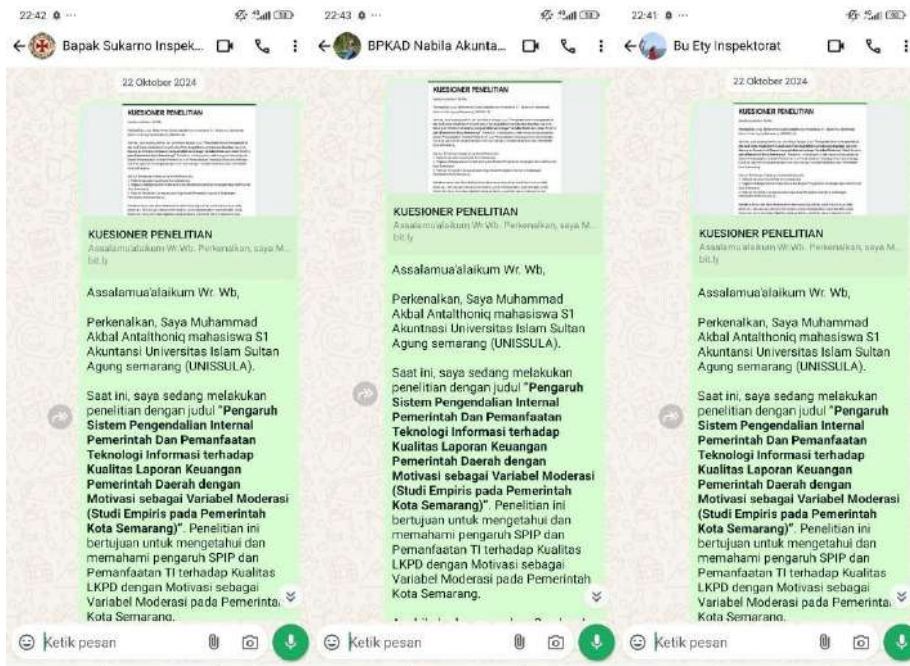 22:42
Bapak Sukarno Inspek...
22 Oktober 2024
KUESIONER PENELITIAN
KUESIONER PENELITIAN
Assalamu'alaikum Wr.Wb. Perkenalkan, saya M...
bit.ly
Assalamua'alaikum Wr. Wb,
Perkenalkan, Saya Muhammad
Akbal Antalthoniq mahasiswa S1
Akuntansi Universitas Islam Sultan
Agung semarang (UNISSULA).
Saat ini, saya sedang melakukan
penelitian dengan judul "Pengaruh
Sistem Pengendalian Internal
Pemerintah Dan Pemanfaatan
Teknologi Informasi terhadap
Kualitas Laporan Keuangan
Pemerintah Daerah dengan
Motivasi sebagai Variabel Moderasi
(Studi Empiris pada Pemerintah
Kota Semarang)". Penelitian ini
bertujuan untuk mengetahui dan
memahami pengaruh SPIP dan
Pemanfaatan TI terhadap Kualitas
LKPD dengan Motivasi sebagai
Variabel Moderasi pada Pemerinta
Kota Semarang.
Ketik pesan
22:43
BPKAD Nabila Akunta...
KUESIONER PENELITIAN
KUESIONER PENELITIAN
Assalamu'alaikum Wr.Wb. Perkenalkan, saya M...
bit.ly
Assalamua'alaikum Wr. Wb,
Perkenalkan, Saya Muhammad
Akbal Antalthoniq mahasiswa S1
Akuntnasi Universitas Islam Sultan
Agung semarang (UNISSULA).
Saat ini, saya sedang melakukan
penelitian dengan judul "Pengaruh
Sistem Pengendalian Internal
Pemerintah Dan Pemanfaatan
Teknologi Informasi terhadap
Kualitas Laporan Keuangan
Pemerintah Daerah dengan
Motivasi sebagai Variabel Moderasi
(Studi Empiris pada Pemerintah
Kota Semarang)". Penelitian ini
bertujuan untuk mengetahui dan
memahami pengaruh SPIP dan
Pemanfaatan TI terhadap Kualitas
LKPD dengan Motivasi sebagai
Variabel Moderasi pada Pemerintah
Kota Semarang.
Ketik pesan
22:41
Bu Ety Inspektorat
22 Oktober 2024
KUESIONER PENELITIAN
KUESIONER PENELITIAN
Assalamu'alaikum Wr.Wb. Perkenalkan, saya M...
bit.ly
Assalamua'alaikum Wr. Wb,
Perkenalkan, Saya Muhammad
Akbal Antalthoniq mahasiswa S1
Akuntansi Universitas Islam Sultan
Agung semarang (UNISSULA).
Saat ini, saya sedang melakukan
penelitian dengan judul "Pengaruh
Sistem Pengendalian Internal
Pemerintah Dan Pemanfaatan
Teknologi Informasi terhadap
Kualitas Laporan Keuangan
Pemerintah Daerah dengan
Motivasi sebagai Variabel Moderasi
(Studi Empiris pada Pemerintah
Kota Semarang)". Penelitian ini
bertujuan untuk mengetahui dan
memahami pengaruh SPIP dan
Pemanfaatan TI terhadap Kualitas
LKPD dengan Motivasi sebagai
Variabel Moderasi pada Pemerinta
Kota Semarang.
Ketik pesan